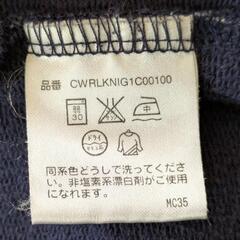 品番 CWRLKNIG1C00100
弱
30
中
ドライ
同系色どうしで洗ってください。
非塩素系漂白剤がご使用
になれます。
MC35